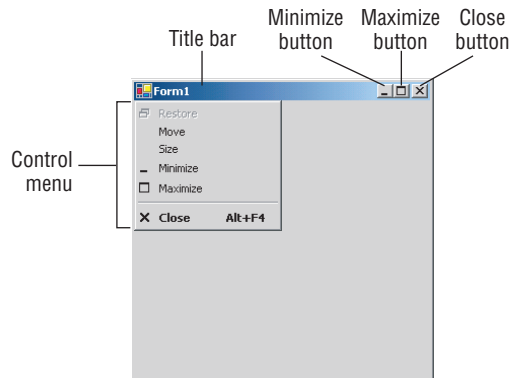 Minimize Maximize Close
Title bar button button button
Form1
Restore
Move
Size
Control
menu
Minimize
Maximize
Close Alt+F4